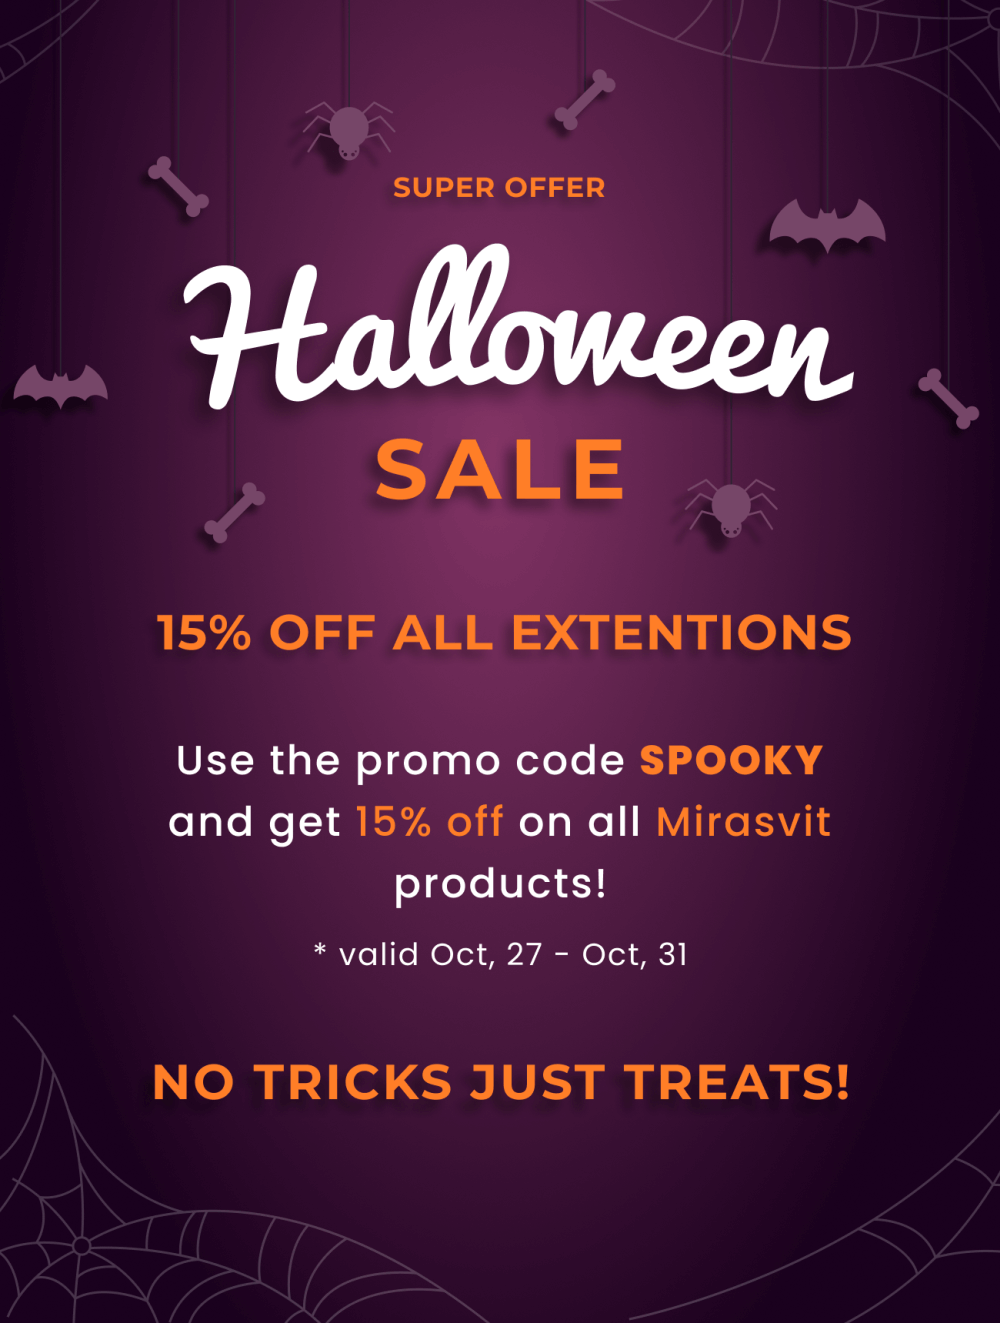 SUPER OFFER
Halloween
SALE
15% OFF ALL EXTENTIONS
Use the promo code SPOOKY
and get 15% off on all Mirasvit
products!
* valid Oct, 27 - Oct, 31
NO TRICKS JUST TREATS!